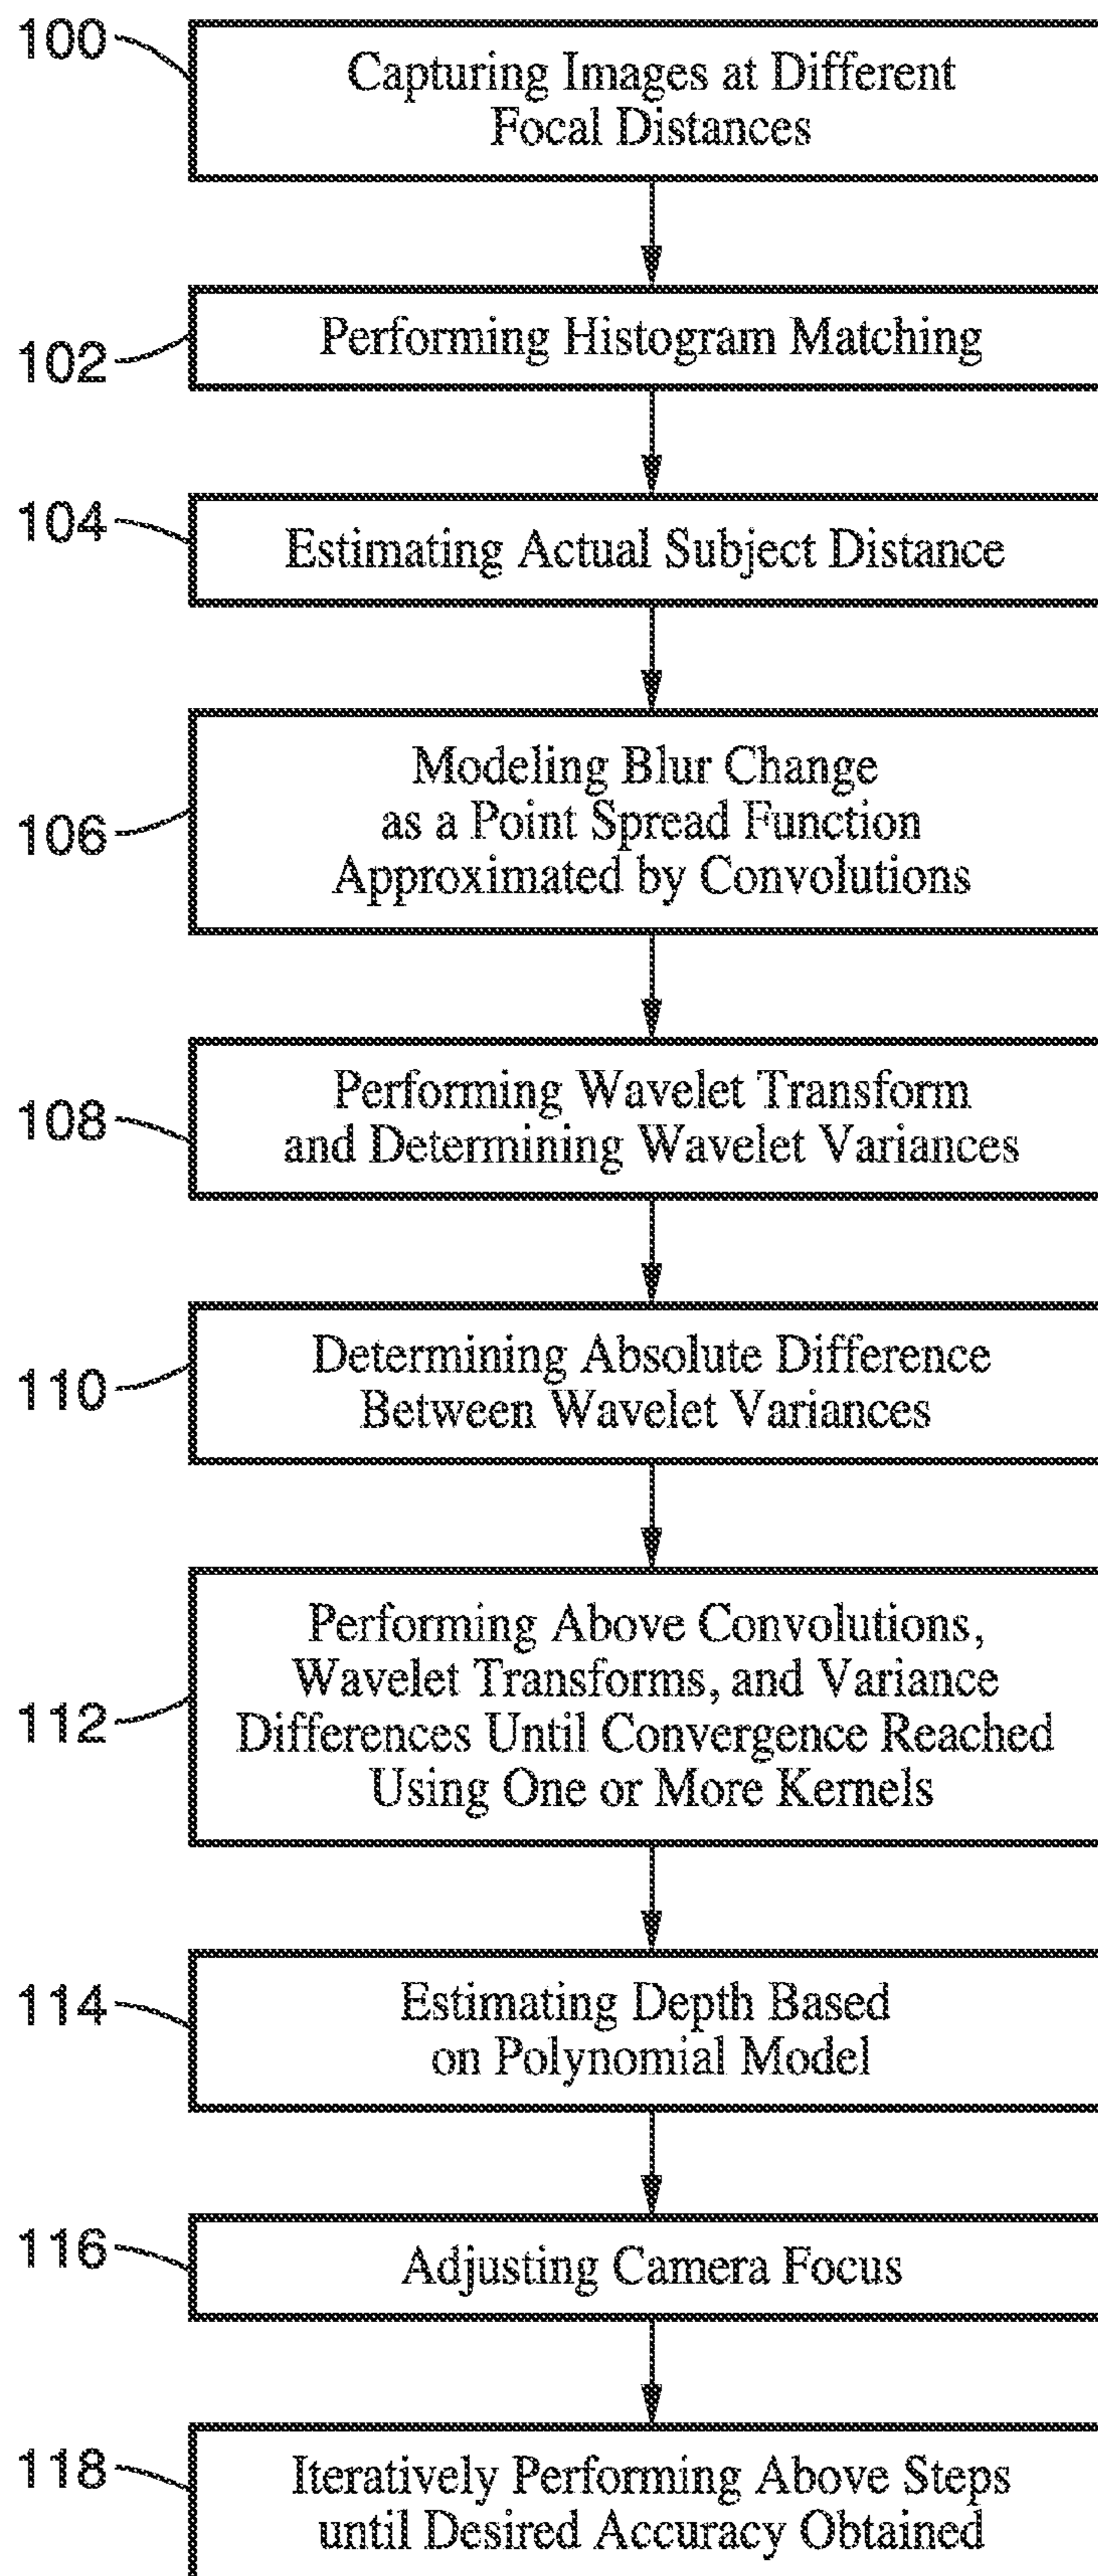 100
Capturing Images at Different
Focal Distances
102
Performing Histogram Matching
104
Estimating Actual Subject Distance
106
Modeling Blur Change
as a Point Spread Function
Approximated by Convolutions
108
Performing Wavelet Transform
and Determining Wavelet Variances
110
Determining Absolute Difference
Between Wavelet Variances
112
Performing Above Convolutions,
Wavelet Transforms, and Variance
Differences Until Convergence Reached
Using One or More Kernels
114
Estimating Depth Based
on Polynomial Model
116
Adjusting Camera Focus
118
Iteratively Performing Above Steps
until Desired Accuracy Obtained